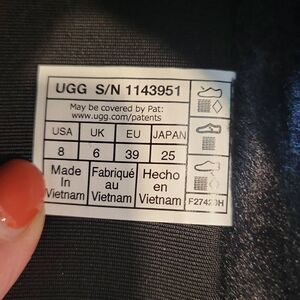 UGG S/N 1143951
May be covered by Pat:
www.ugg.com/patents
USA UK EU JAPAN
8 6 39 25
Made In Vietnam
Fabriqué au Vietnam
Hecho en Vietnam